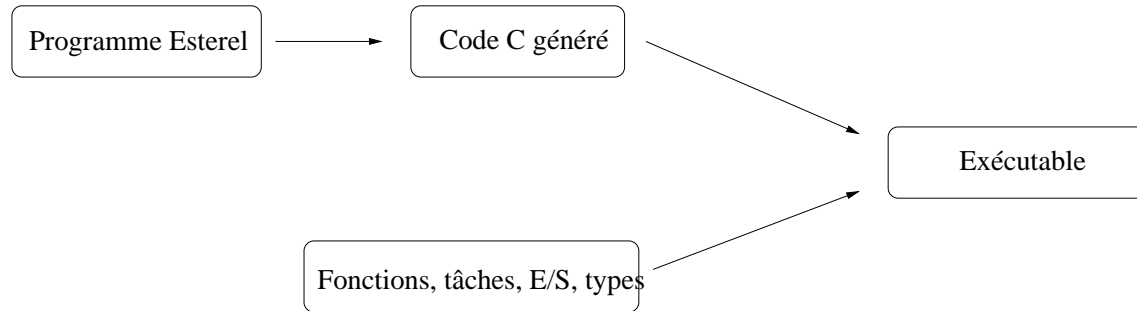 Programme Esterel
Code C généré
Exécutable
Fonctions, tâches, E/S, types